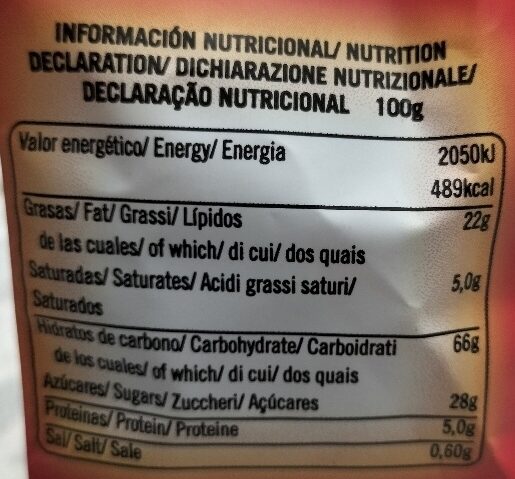 INFORMACIÓN NUTRICIONAL/ NUTRITION
DECLARATION/ DICHIARAZIONE NUTRIZIONALE/
DECLARAÇÃO NUTRICIONAL 100g
Valor energético/ Energy/ Energia 2050kJ
489kcal
Grasas/ Fat/ Grassi/ Lípidos 22g
de las cuales/ of which/ di cui/ dos quais
Saturadas/ Saturates/ Acidi grassi saturi/ 5,0g
Saturados
Hidratos de carbono/ Carbohydrate/ Carboidrati 66g
de los cuales/ of which/ di cui/ dos quais
Azúcares/ Sugars/ Zuccheri/ Açúcares 28g
Proteinas/ Protein/ Proteine 5,0g
Sal/ Salt/ Sale 0,60g